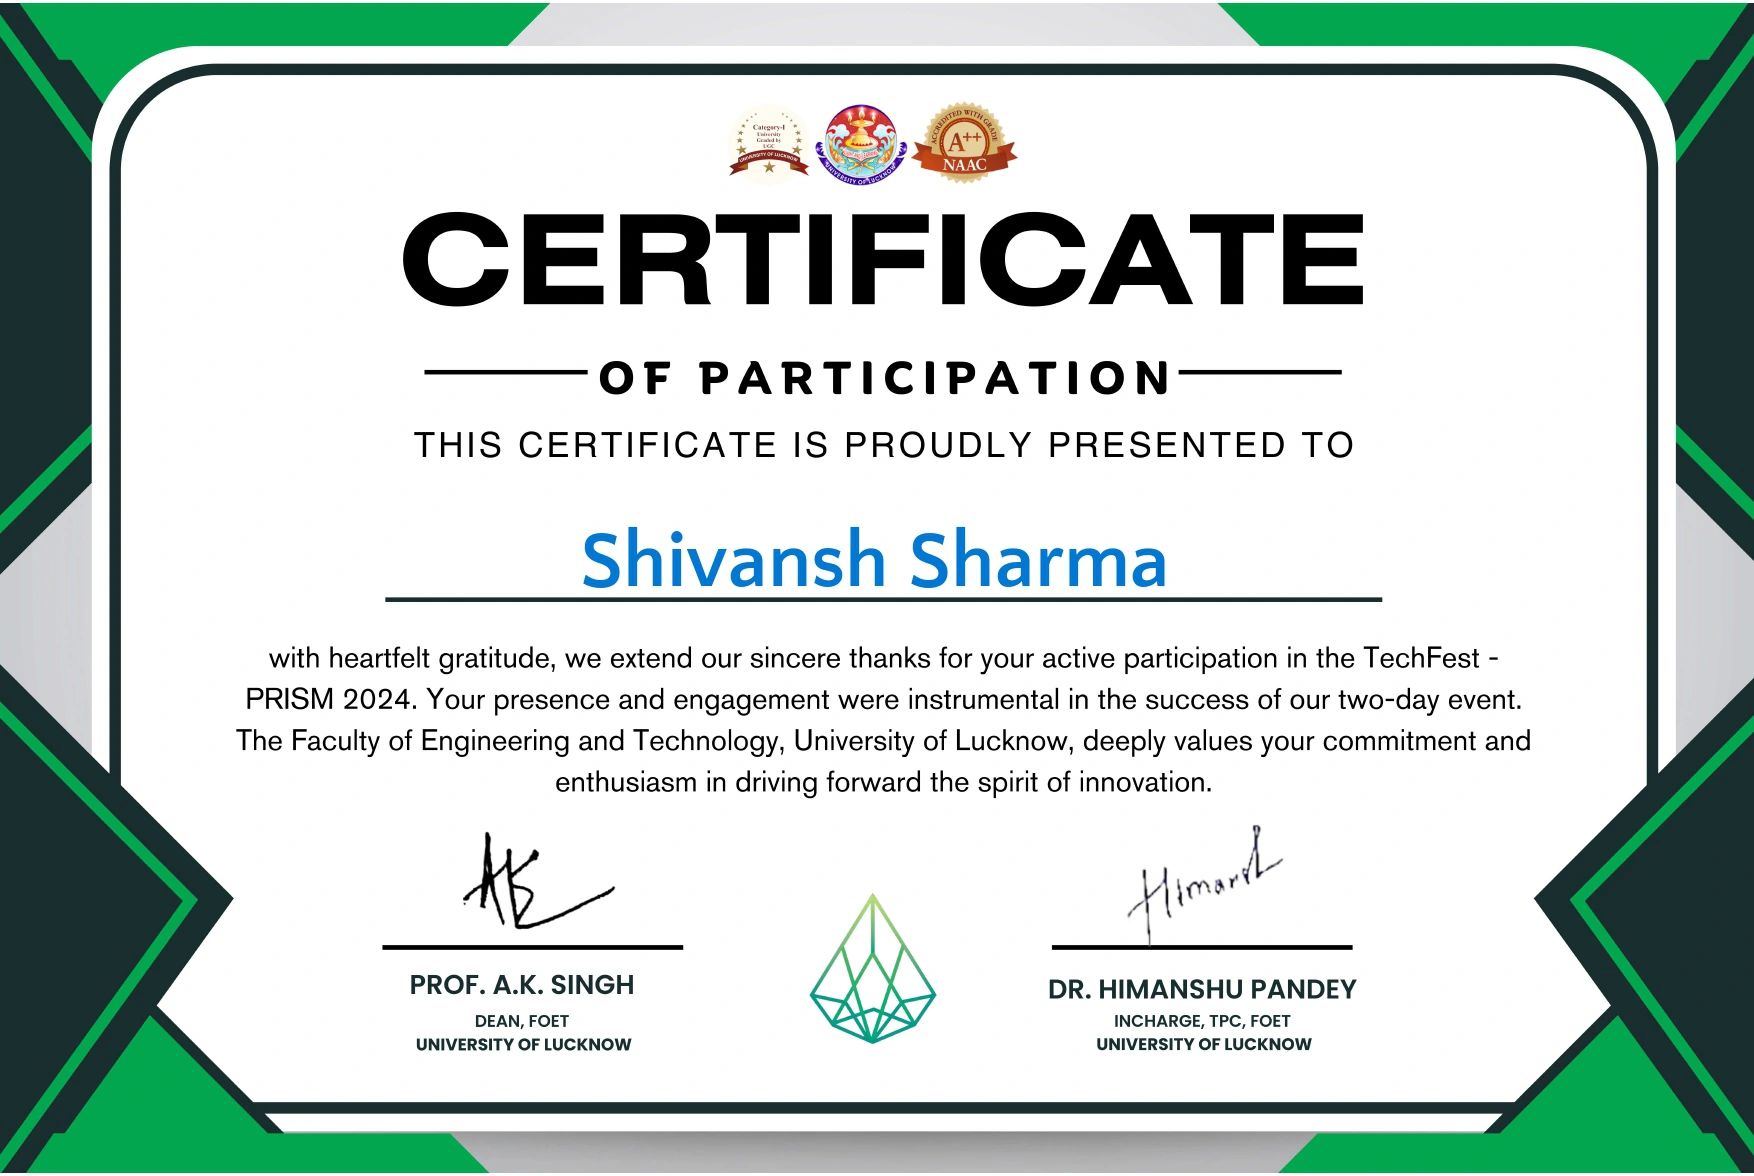 Category-I
University
Graded by
UGC
UNIVERSITY OF LUCKNOW
UNIVERSITY OF LUCKNOW
ACCREDITED WITH GRADE
A++
NAAC
CERTIFICATE
OF PARTICIPATION
THIS CERTIFICATE IS PROUDLY PRESENTED TO
Shivansh Sharma
with heartfelt gratitude, we extend our sincere thanks for your active participation in the TechFest -
PRISM 2024. Your presence and engagement were instrumental in the success of our two-day event.
The Faculty of Engineering and Technology, University of Lucknow, deeply values your commitment and
enthusiasm in driving forward the spirit of innovation.
AK
Himansh
PROF. A.K. SINGH
DR. HIMANSHU PANDEY
DEAN, FOET
INCHARGE, TPC, FOET
UNIVERSITY OF LUCKNOW
UNIVERSITY OF LUCKNOW